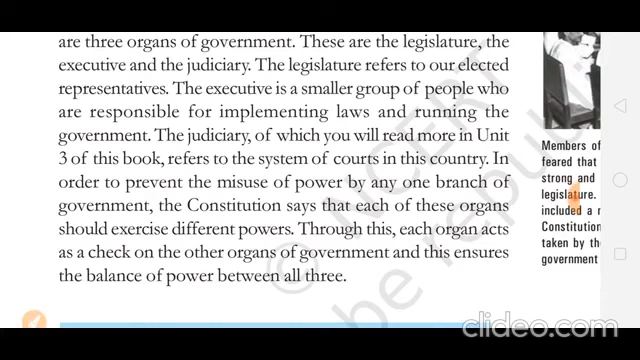 are three organs of government. These are the legislature, the
executive and the judiciary. The legislature refers to our elected
representatives. The executive is a smaller group of people who
are responsible for implementing laws and running the
government. The judiciary, of which you will read more in Unit
3 of this book, refers to the system of courts in this country. In
order to prevent the misuse of power by any one branch of
government, the Constitution says that each of these organs
should exercise different powers. Through this, each organ acts
as a check on the other organs of government and this ensures
the balance of power between all three.
Members of
feared that
strong and
legislature.
included a
Constitution
taken by th
government
© NCERT
be republi
clideo.com